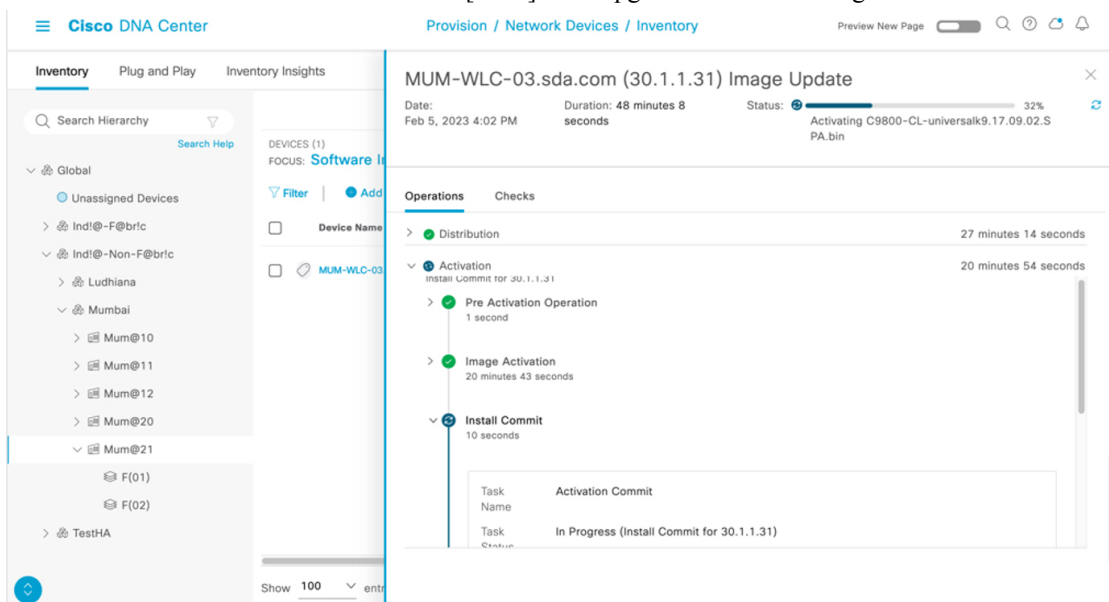 Cisco DNA Center
Provision / Network Devices / Inventory
Preview New Page
Inventory Plug and Play Inventory Insights
Search Hierarchy
Search Help
Global
Unassigned Devices
Ind!@-F@br!c
Ind!@-Non-F@br!c
Ludhiana
Mumbai
Mum@10
Mum@11
Mum@12
Mum@20
Mum@21
F(01)
F(02)
TestHA
DEVICES (1)
FOCUS: Software
Filter Add
Device Name
MUM-WLC-03
Show 100
MUM-WLC-03.sda.com (30.1.1.31) Image Update
Date:
Feb 5, 2023 4:02 PM
Duration: 48 minutes 8
seconds
Status: 32%
Activating C9800-CL-universalk9.17.09.02.S
PA.bin
Operations Checks
Distribution 27 minutes 14 seconds
Activation 20 minutes 54 seconds
Install Commit for 30.1.1.31
Pre Activation Operation
1 second
Image Activation
20 minutes 43 seconds
Install Commit
10 seconds
Task
Name
Activation Commit
Task
Status
In Progress (Install Commit for 30.1.1.31)